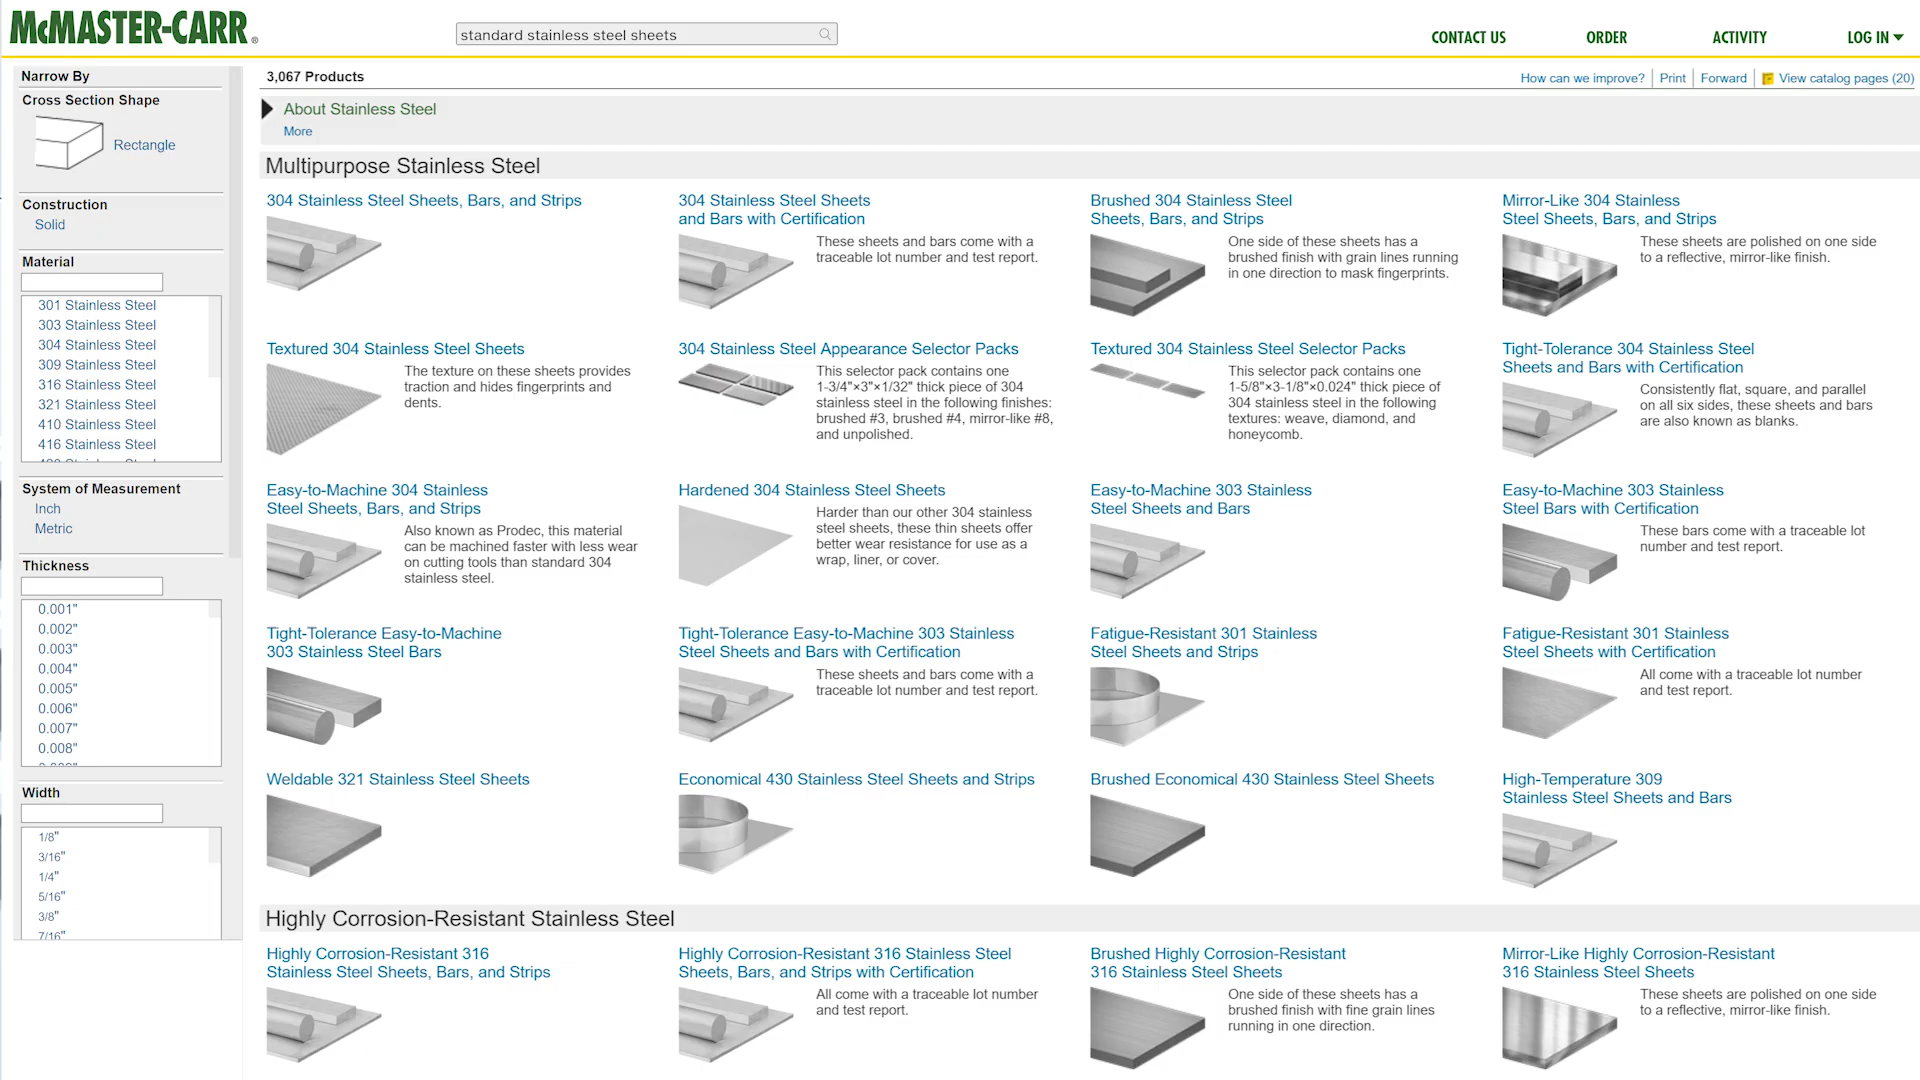 McMASTER-CARR®
standard stainless steel sheets
CONTACT US
ORDER
ACTIVITY
LOG IN
Narrow By
Cross Section Shape
Rectangle
Construction
Solid
Material
301 Stainless Steel
303 Stainless Steel
304 Stainless Steel
309 Stainless Steel
316 Stainless Steel
321 Stainless Steel
410 Stainless Steel
416 Stainless Steel
System of Measurement
Inch
Metric
Thickness
0.001"
0.002"
0.003"
0.004"
0.005"
0.006"
0.007"
0.008"
Width
1/8"
3/16"
1/4"
5/16"
3/8"
7/16"
3,067 Products
How can we improve?
Print
Forward
View catalog pages (20)
About Stainless Steel
More
Multipurpose Stainless Steel
304 Stainless Steel Sheets, Bars, and Strips
304 Stainless Steel Sheets
and Bars with Certification
These sheets and bars come with a
traceable lot number and test report.
Brushed 304 Stainless Steel
Sheets, Bars, and Strips
One side of these sheets has a
brushed finish with grain lines running
in one direction to mask fingerprints.
Mirror-Like 304 Stainless
Steel Sheets, Bars, and Strips
These sheets are polished on one side
to a reflective, mirror-like finish.
Textured 304 Stainless Steel Sheets
The texture on these sheets provides
traction and hides fingerprints and
dents.
304 Stainless Steel Appearance Selector Packs
This selector pack contains one
1-3/4"×3"×1/32" thick piece of 304
stainless steel in the following finishes:
brushed #3, brushed #4, mirror-like #8,
and unpolished.
Textured 304 Stainless Steel Selector Packs
This selector pack contains one
1-5/8"×3-1/8"×0.024" thick piece of
304 stainless steel in the following
textures: weave, diamond, and
honeycomb.
Tight-Tolerance 304 Stainless Steel
Sheets and Bars with Certification
Consistently flat, square, and parallel
on all six sides, these sheets and bars
are also known as blanks.
Easy-to-Machine 304 Stainless
Steel Sheets, Bars, and Strips
Also known as Prodec, this material
can be machined faster with less wear
on cutting tools than standard 304
stainless steel.
Hardened 304 Stainless Steel Sheets
Harder than our other 304 stainless
steel sheets, these thin sheets offer
better wear resistance for use as a
wrap, liner, or cover.
Easy-to-Machine 303 Stainless
Steel Sheets and Bars
Easy-to-Machine 303 Stainless
Steel Bars with Certification
These bars come with a traceable lot
number and test report.
Tight-Tolerance Easy-to-Machine
303 Stainless Steel Bars
Tight-Tolerance Easy-to-Machine 303 Stainless
Steel Sheets and Bars with Certification
These sheets and bars come with a
traceable lot number and test report.
Fatigue-Resistant 301 Stainless
Steel Sheets and Strips
Fatigue-Resistant 301 Stainless
Steel Sheets with Certification
All come with a traceable lot number
and test report.
Weldable 321 Stainless Steel Sheets
Economical 430 Stainless Steel Sheets and Strips
Brushed Economical 430 Stainless Steel Sheets
High-Temperature 309
Stainless Steel Sheets and Bars
Highly Corrosion-Resistant Stainless Steel
Highly Corrosion-Resistant 316
Stainless Steel Sheets, Bars, and Strips
Highly Corrosion-Resistant 316 Stainless Steel
Sheets, Bars, and Strips with Certification
All come with a traceable lot number
and test report.
Brushed Highly Corrosion-Resistant
316 Stainless Steel Sheets
One side of these sheets has a
brushed finish with fine grain lines
running in one direction.
Mirror-Like Highly Corrosion-Resistant
316 Stainless Steel Sheets
These sheets are polished on one side
to a reflective, mirror-like finish.